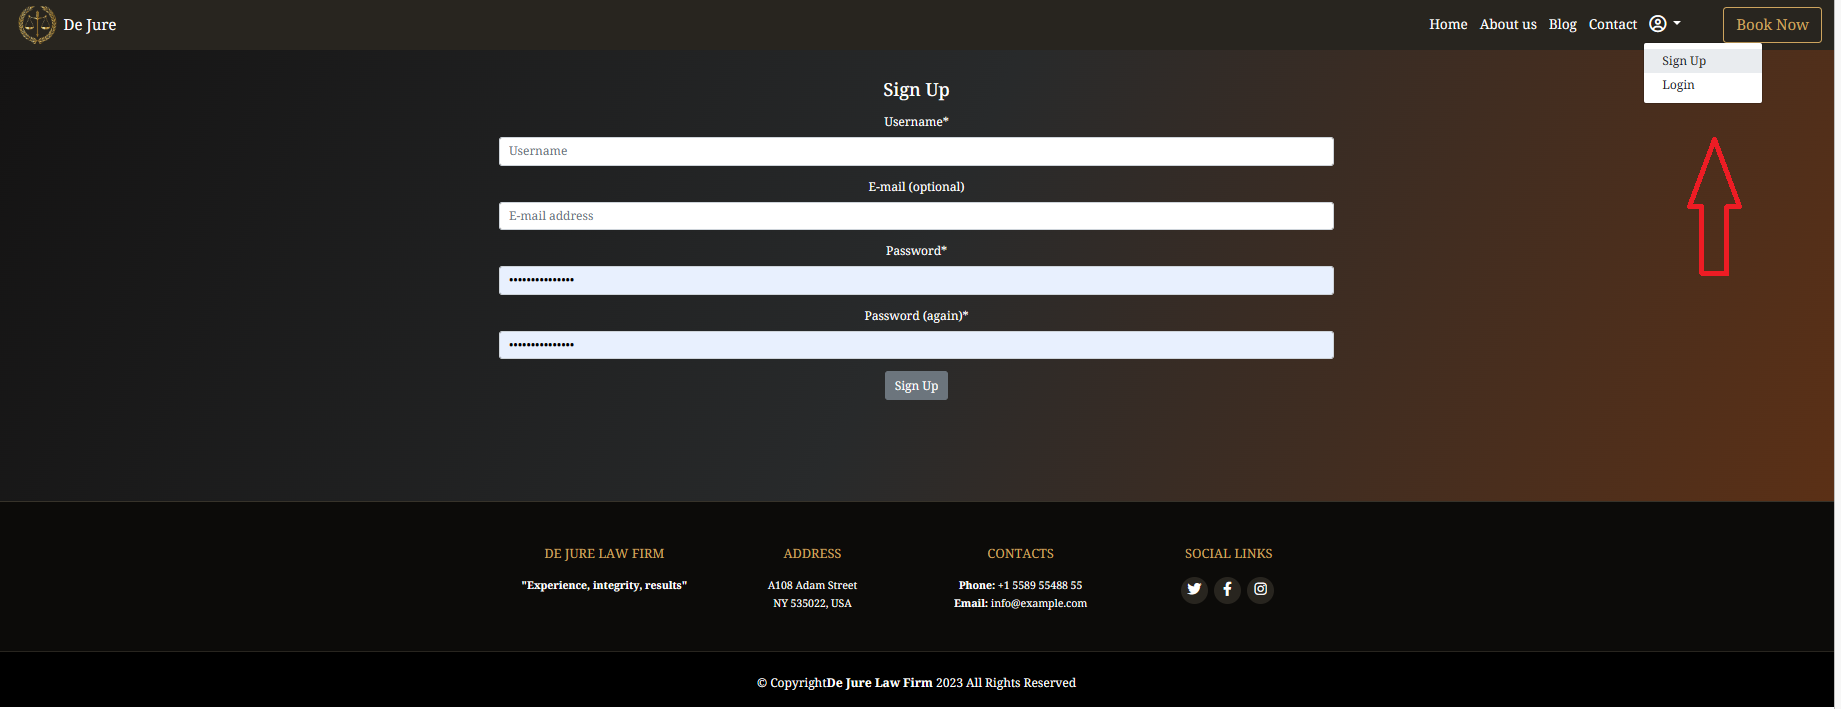 De Jure
Home About us Blog Contact Book Now
Sign Up
Login
Sign Up
Username*
Username
E-mail (optional)
E-mail address
Password*
••••••••••••••
Password (again)*
••••••••••••••
Sign Up
DE JURE LAW FIRM
"Experience, integrity, results"
ADDRESS
A108 Adam Street
NY 535022, USA
CONTACTS
Phone: +1 5589 55488 55
Email: info@example.com
SOCIAL LINKS
© CopyrightDe Jure Law Firm 2023 All Rights Reserved